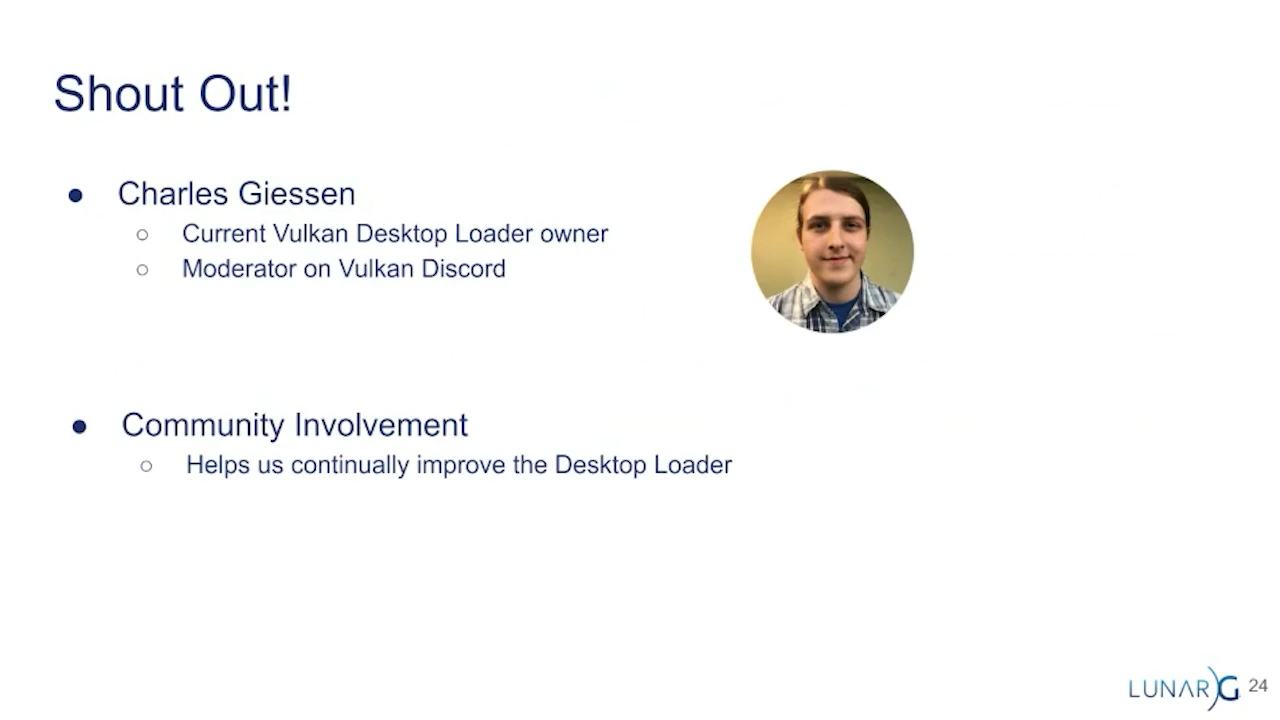 Shout Out!
● Charles Giessen
○ Current Vulkan Desktop Loader owner
○ Moderator on Vulkan Discord
● Community Involvement
○ Helps us continually improve the Desktop Loader
LUNARG 24